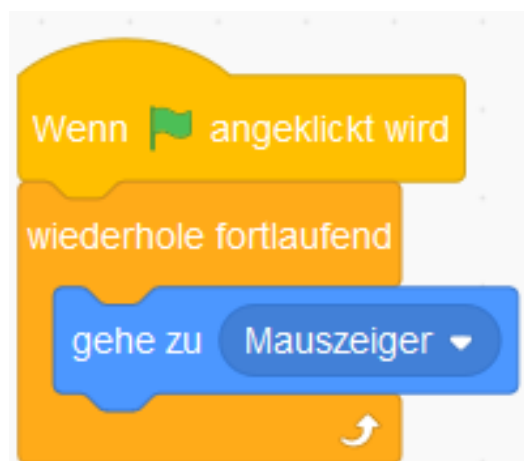 Wenn angeklickt wird
wiederhole fortlaufend
gehe zu Mauszeiger